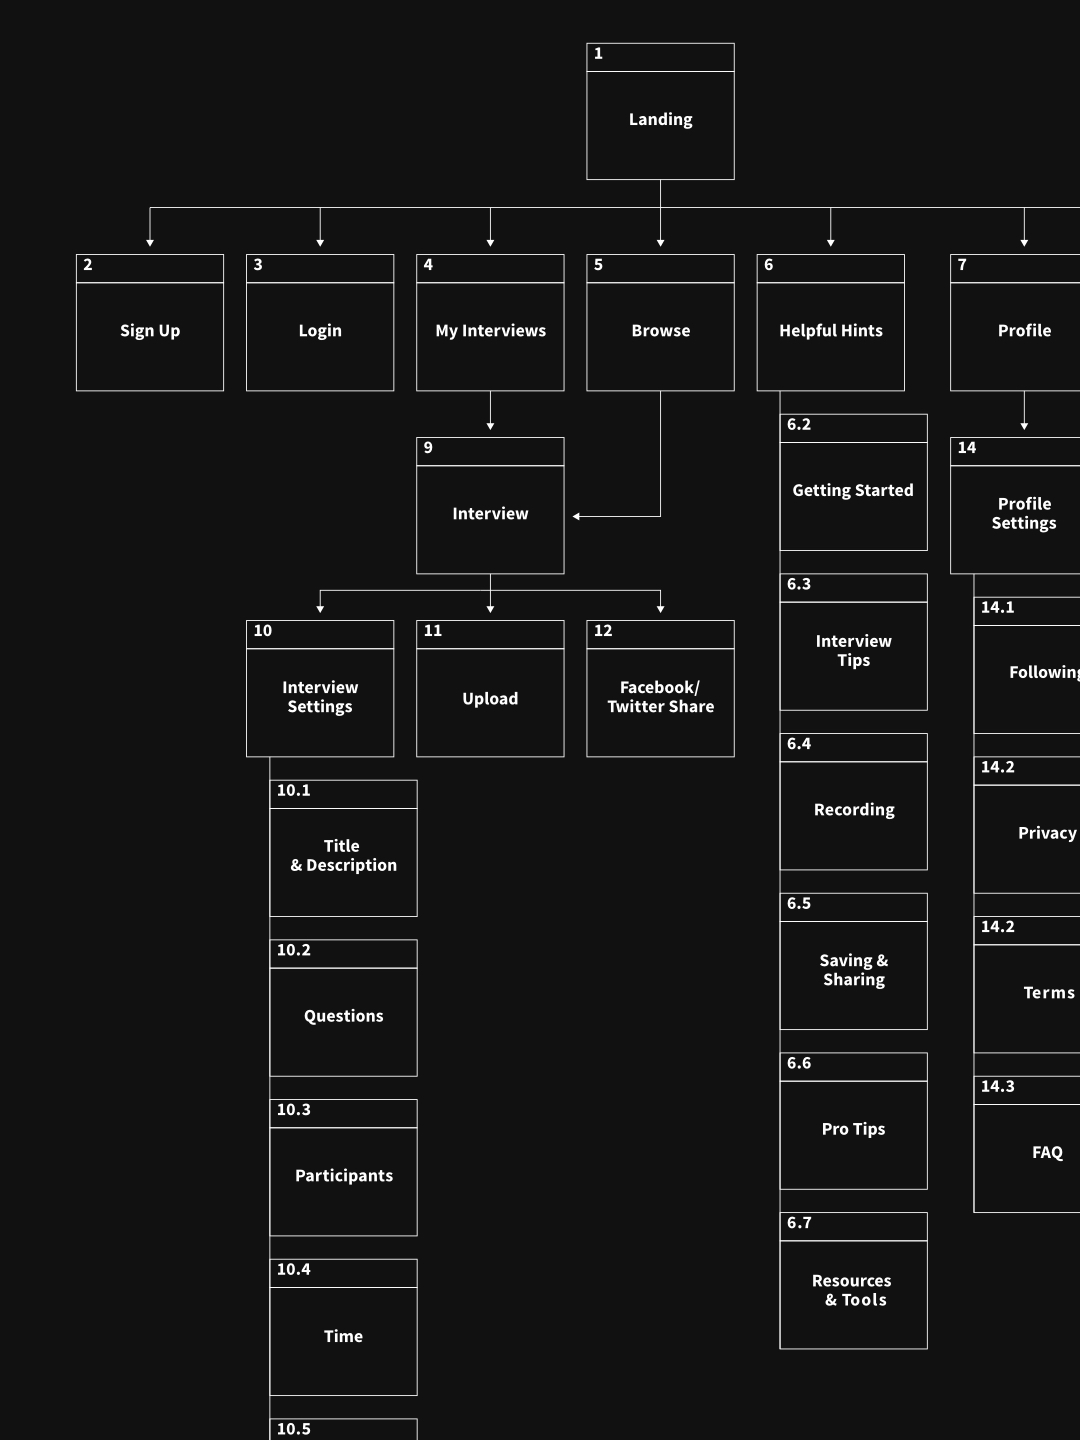 1
Landing
2
Sign Up
3
Login
4
My Interviews
5
Browse
6
Helpful Hints
7
Profile
9
Interview
10
Interview
Settings
11
Upload
12
Facebook/
Twitter Share
10.1
Title
& Description
10.2
Questions
10.3
Participants
10.4
Time
10.5
6.2
Getting Started
6.3
Interview
Tips
6.4
Recording
6.5
Saving &
Sharing
6.6
Pro Tips
6.7
Resources
& Tools
14
Profile
Settings
14.1
Following
14.2
Privacy
14.2
Terms
14.3
FAQ